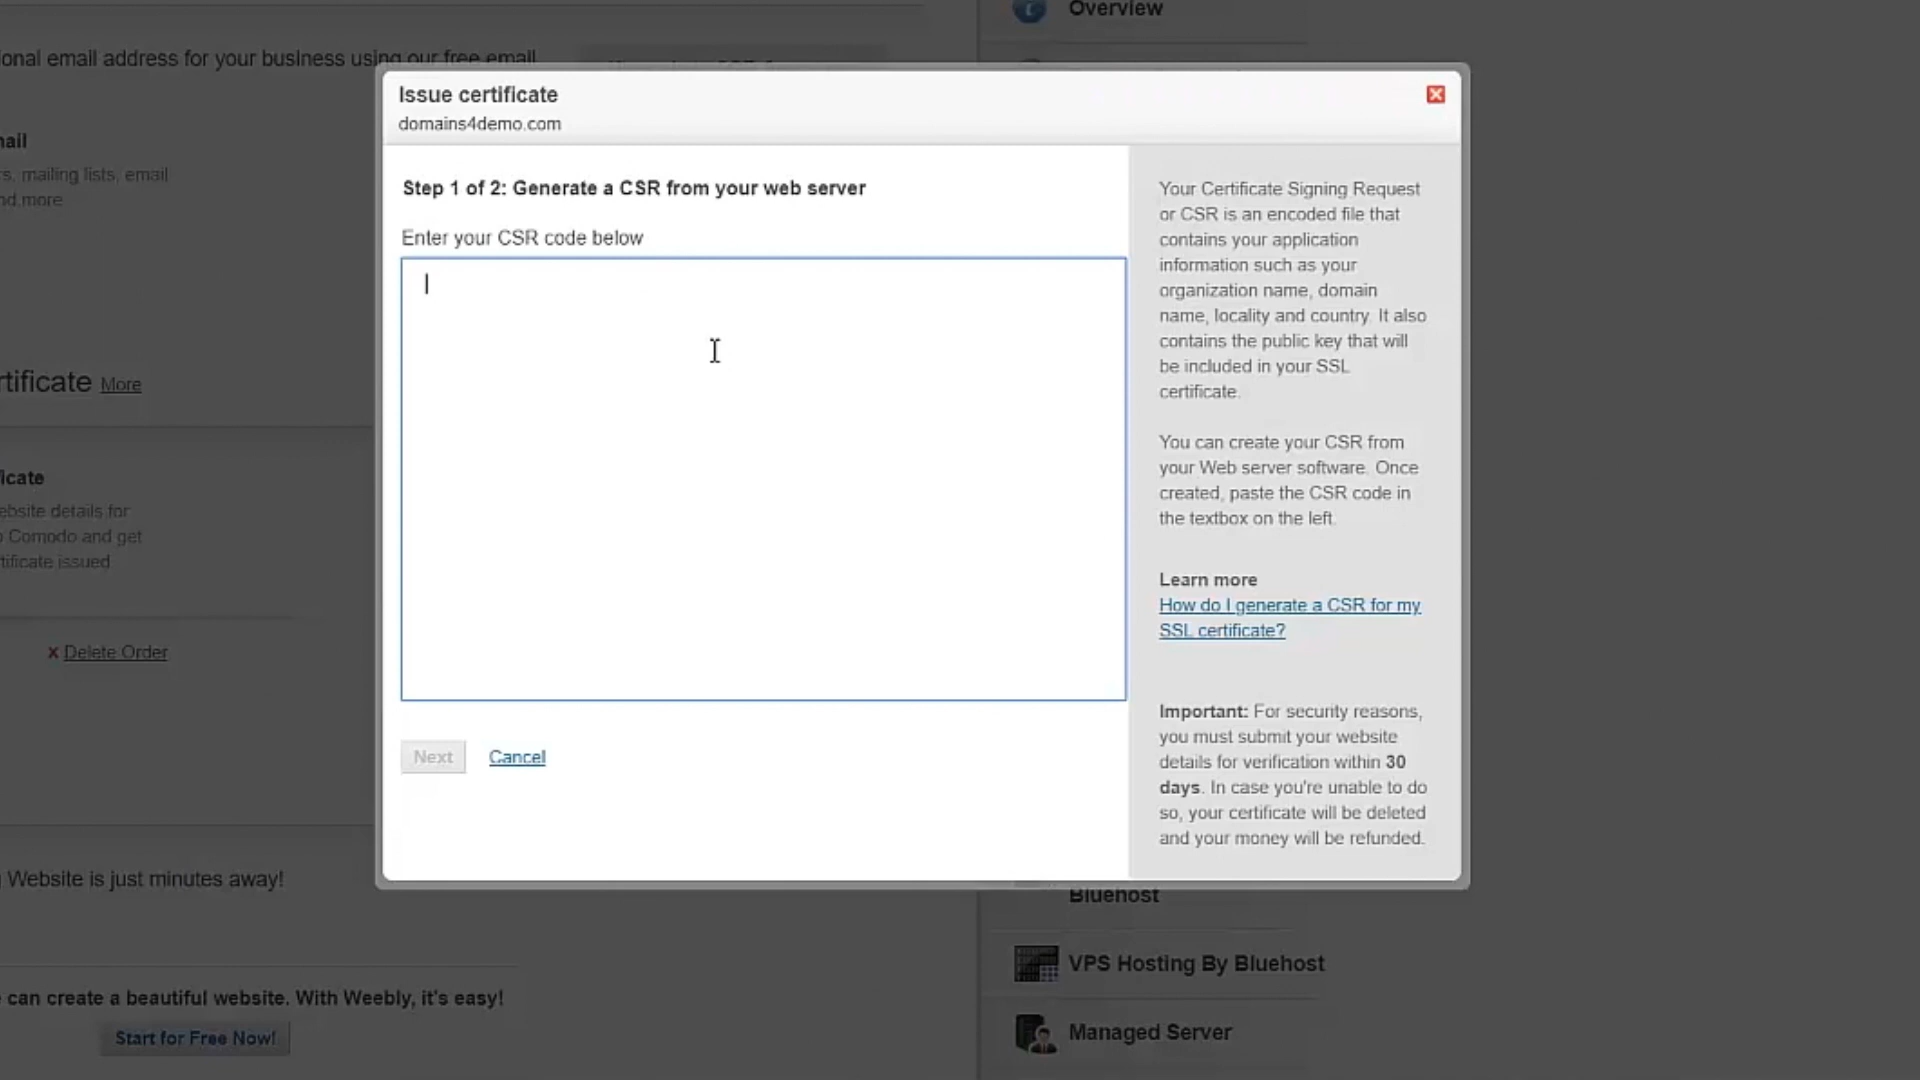 Overview
ional email address for your business using our free email
Issue certificate
domains4demo.com
nail
rs, mailing lists, email
nd more
Step 1 of 2: Generate a CSR from your web server
Enter your CSR code below
Your Certificate Signing Request
or CSR is an encoded file that
contains your application
information such as your
organization name, domain
name, locality and country. It also
contains the public key that will
be included in your SSL
certificate.
You can create your CSR from
your Web server software. Once
created, paste the CSR code in
the textbox on the left.
Learn more
How do I generate a CSR for my
SSL certificate?
Important: For security reasons,
you must submit your website
details for verification within 30
days. In case you're unable to do
so, your certificate will be deleted
and your money will be refunded.
rtificate More
icate
ebsite details for
o Comodo and get
tificate issued
x Delete Order
Next Cancel
g Website is just minutes away!
Bluehost
VPS Hosting By Bluehost
e can create a beautiful website. With Weebly, it's easy!
Start for Free Now!
Managed Server